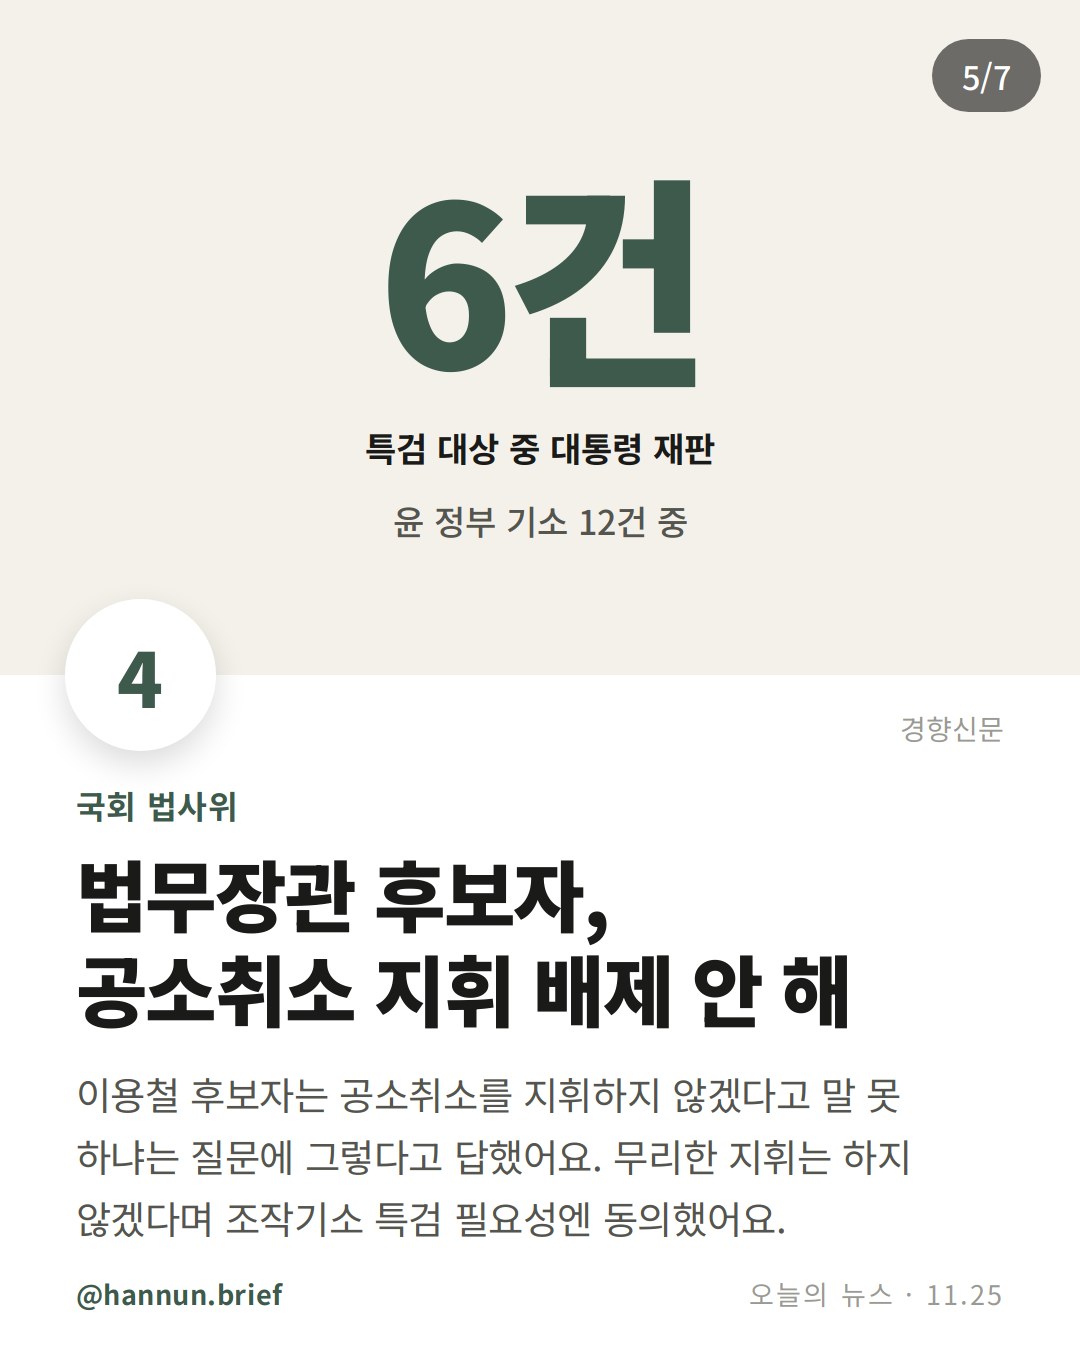 5/7
6건
특검 대상 중 대통령 재판
윤 정부 기소 12건 중
4
경향신문
국회 법사위
법무장관 후보자,
공소취소 지휘 배제 안 해
이용철 후보자는 공소취소를 지휘하지 않겠다고 말 못
하냐는 질문에 그렇다고 답했어요. 무리한 지휘는 하지
않겠다며 조작기소 특검 필요성엔 동의했어요.
@hannun.brief
오늘의 뉴스 · 11.25